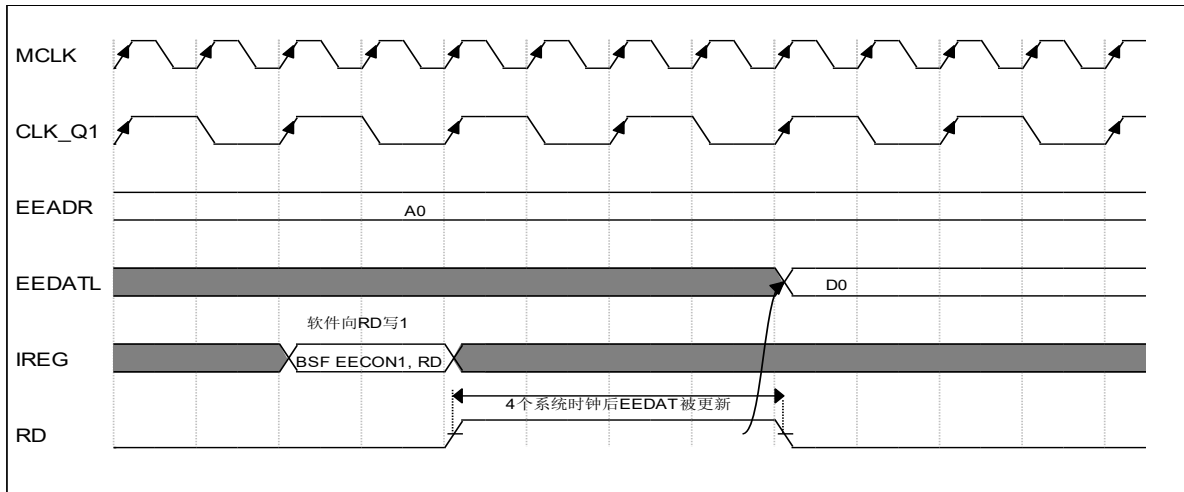 MCLK
CLK_Q1
EEADR
A0
EEDATL
D0
软件向RD写1
IREG
BSF EECON1, RD
4个系统时钟后EEDAT被更新
RD